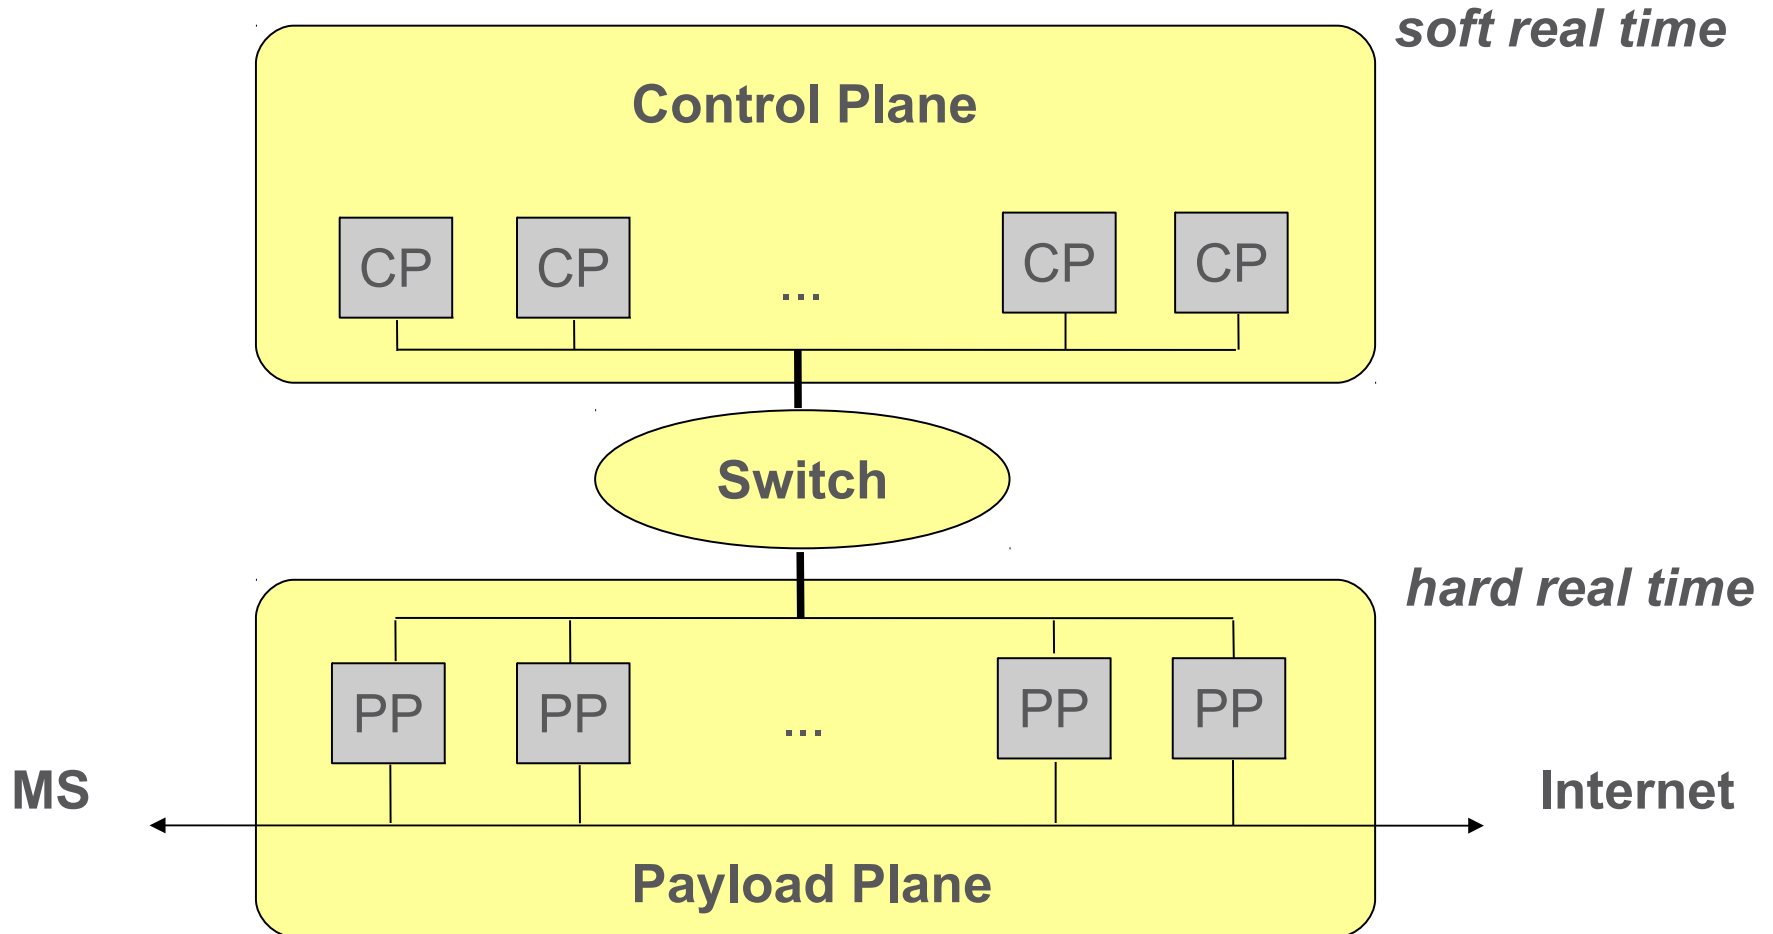 soft real time
Control Plane
CP CP ... CP CP
Switch
hard real time
PP PP ... PP PP
MS Internet
Payload Plane